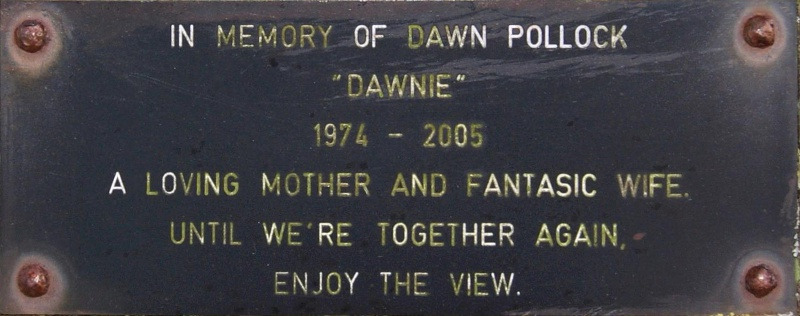 IN MEMORY OF DAWN POLLOCK
"DAWNIE"
1974 - 2005
A LOVING MOTHER AND FANTASIC WIFE.
UNTIL WE'RE TOGETHER AGAIN,
ENJOY THE VIEW.